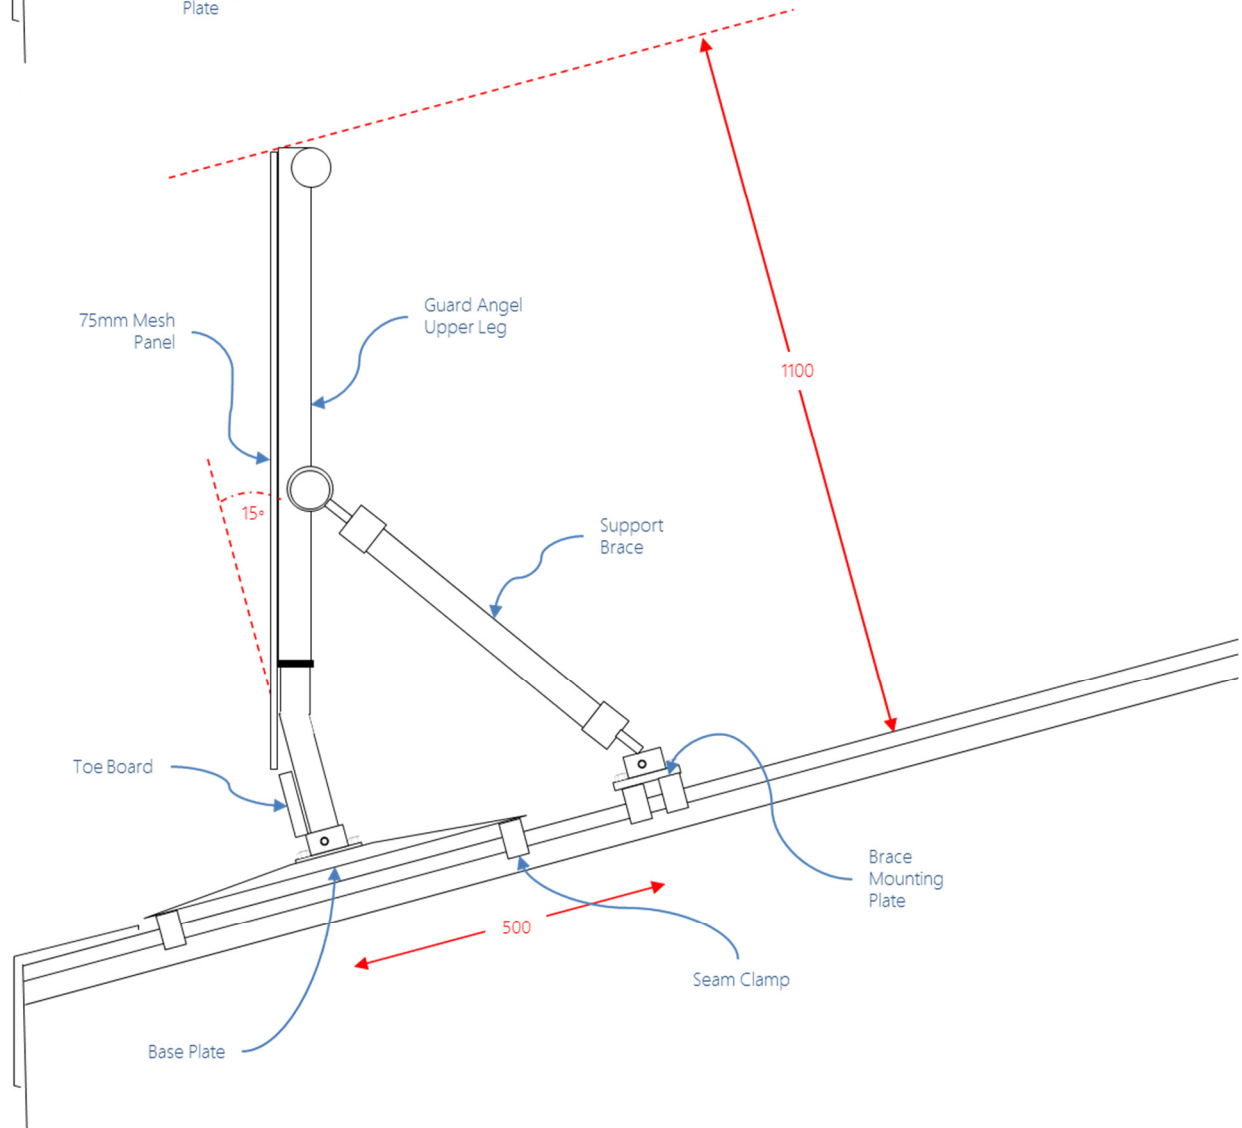 Plate
Guard Angel
Upper Leg
75mm Mesh
Panel
1100
15°
Support
Brace
Toe Board
Brace
Mounting
Plate
500
Seam Clamp
Base Plate